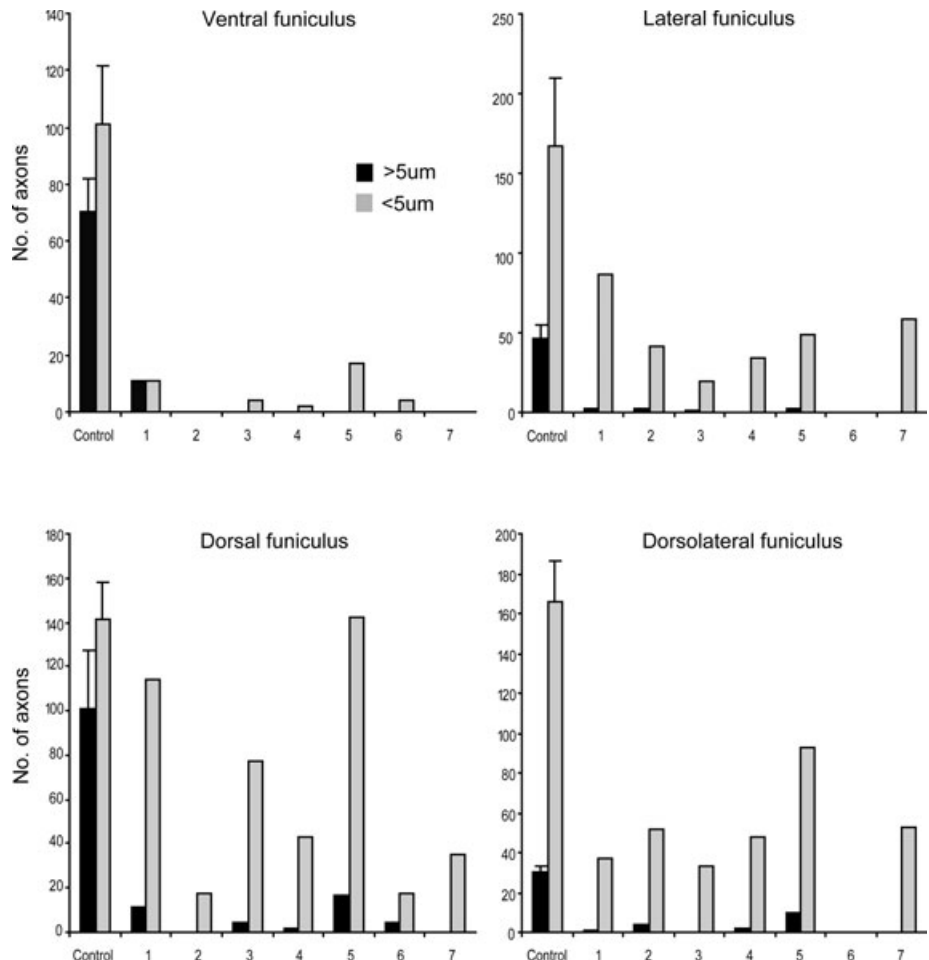 Ventral funiculus
No. of axons
140
120
100
80
60
40
20
0
>5um
<5um
Control 1 2 3 4 5 6 7
Lateral funiculus
250
200
150
100
50
0
Control 1 2 3 4 5 6 7
Dorsal funiculus
No. of axons
180
160
140
120
100
80
60
40
20
0
Control 1 2 3 4 5 6 7
Dorsolateral funiculus
200
180
160
140
120
100
80
60
40
20
0
Control 1 2 3 4 5 6 7